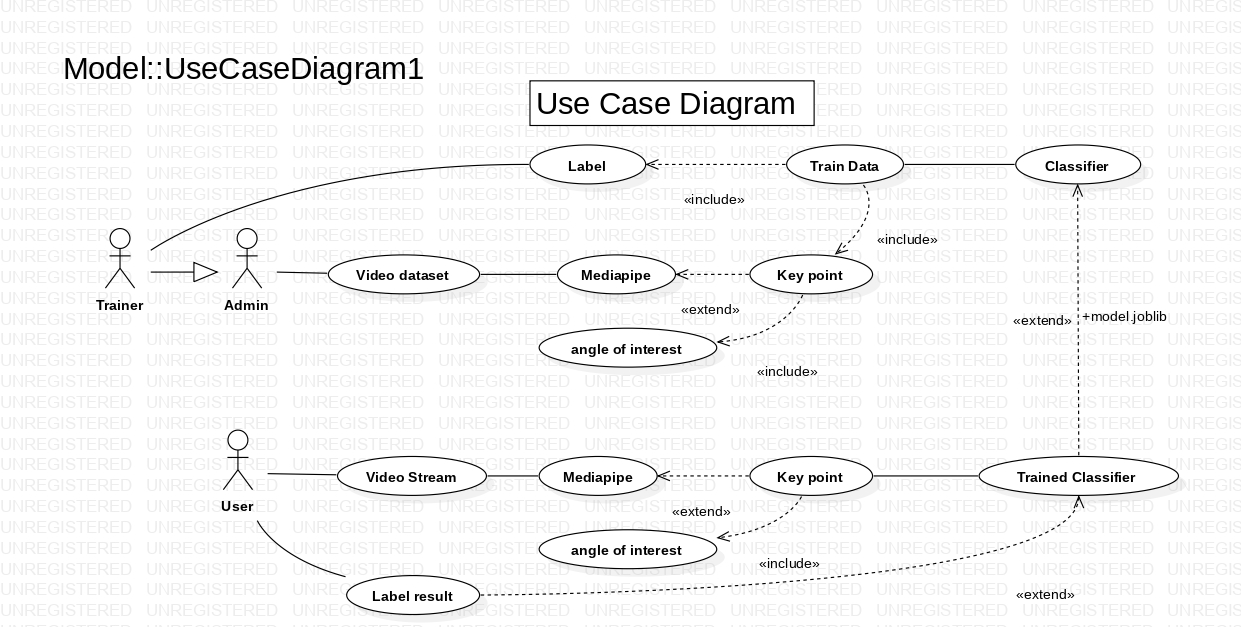 Model::UseCaseDiagram1
Use Case Diagram
Label
Train Data
Classifier
«include»
«include»
Trainer
Admin
Video dataset
Mediapipe
Key point
«extend»
angle of interest
«include»
«extend»
+model.joblib
User
Video Stream
Mediapipe
Key point
Trained Classifier
«extend»
angle of interest
«include»
Label result
«extend»
UNREGISTERED